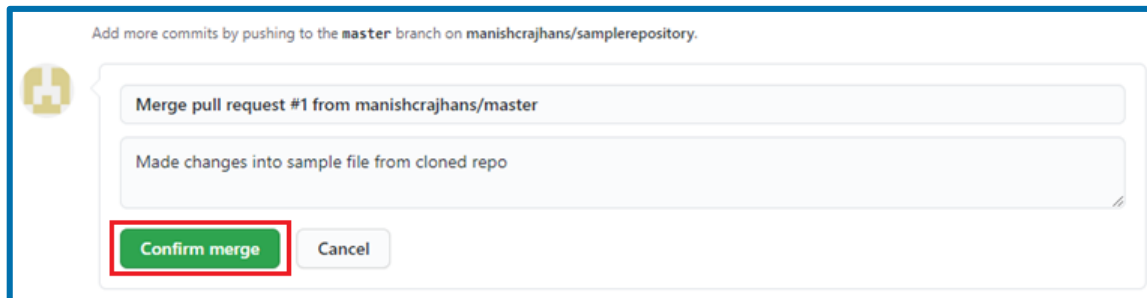 Add more commits by pushing to the master branch on manishcrajhans/samplerepository.
Merge pull request #1 from manishcrajhans/master
Made changes into sample file from cloned repo
Confirm merge
Cancel